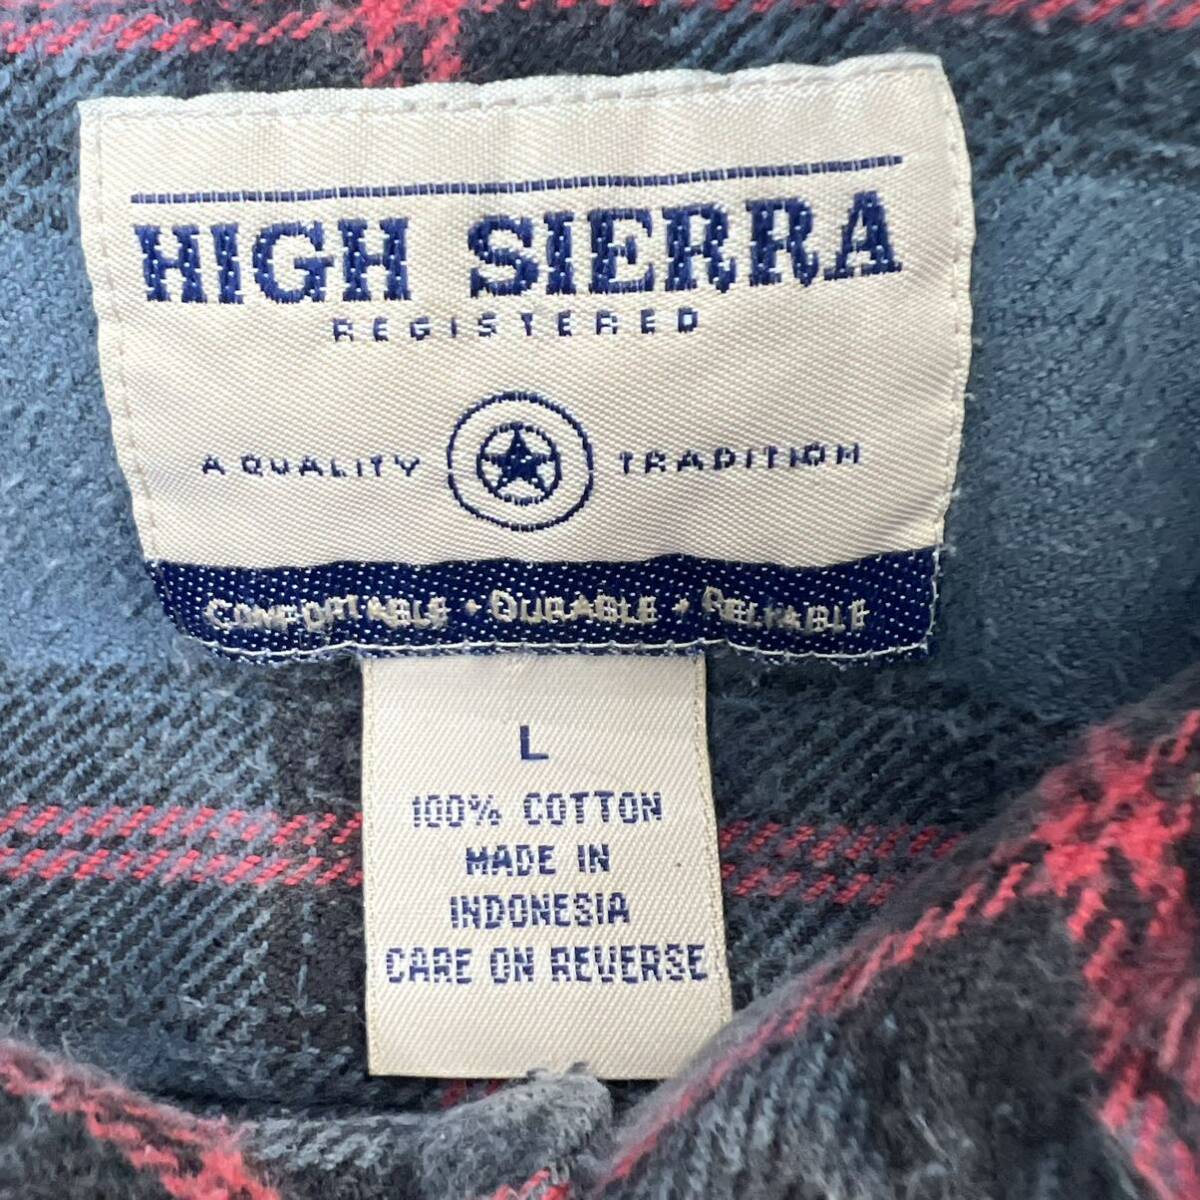 HIGH SIERRA
REGISTERED
A QUALITY TRADITION
COMFORTABLE • DURABLE • RELIABLE
L
100% COTTON
MADE IN
INDONESIA
CARE ON REVERSE